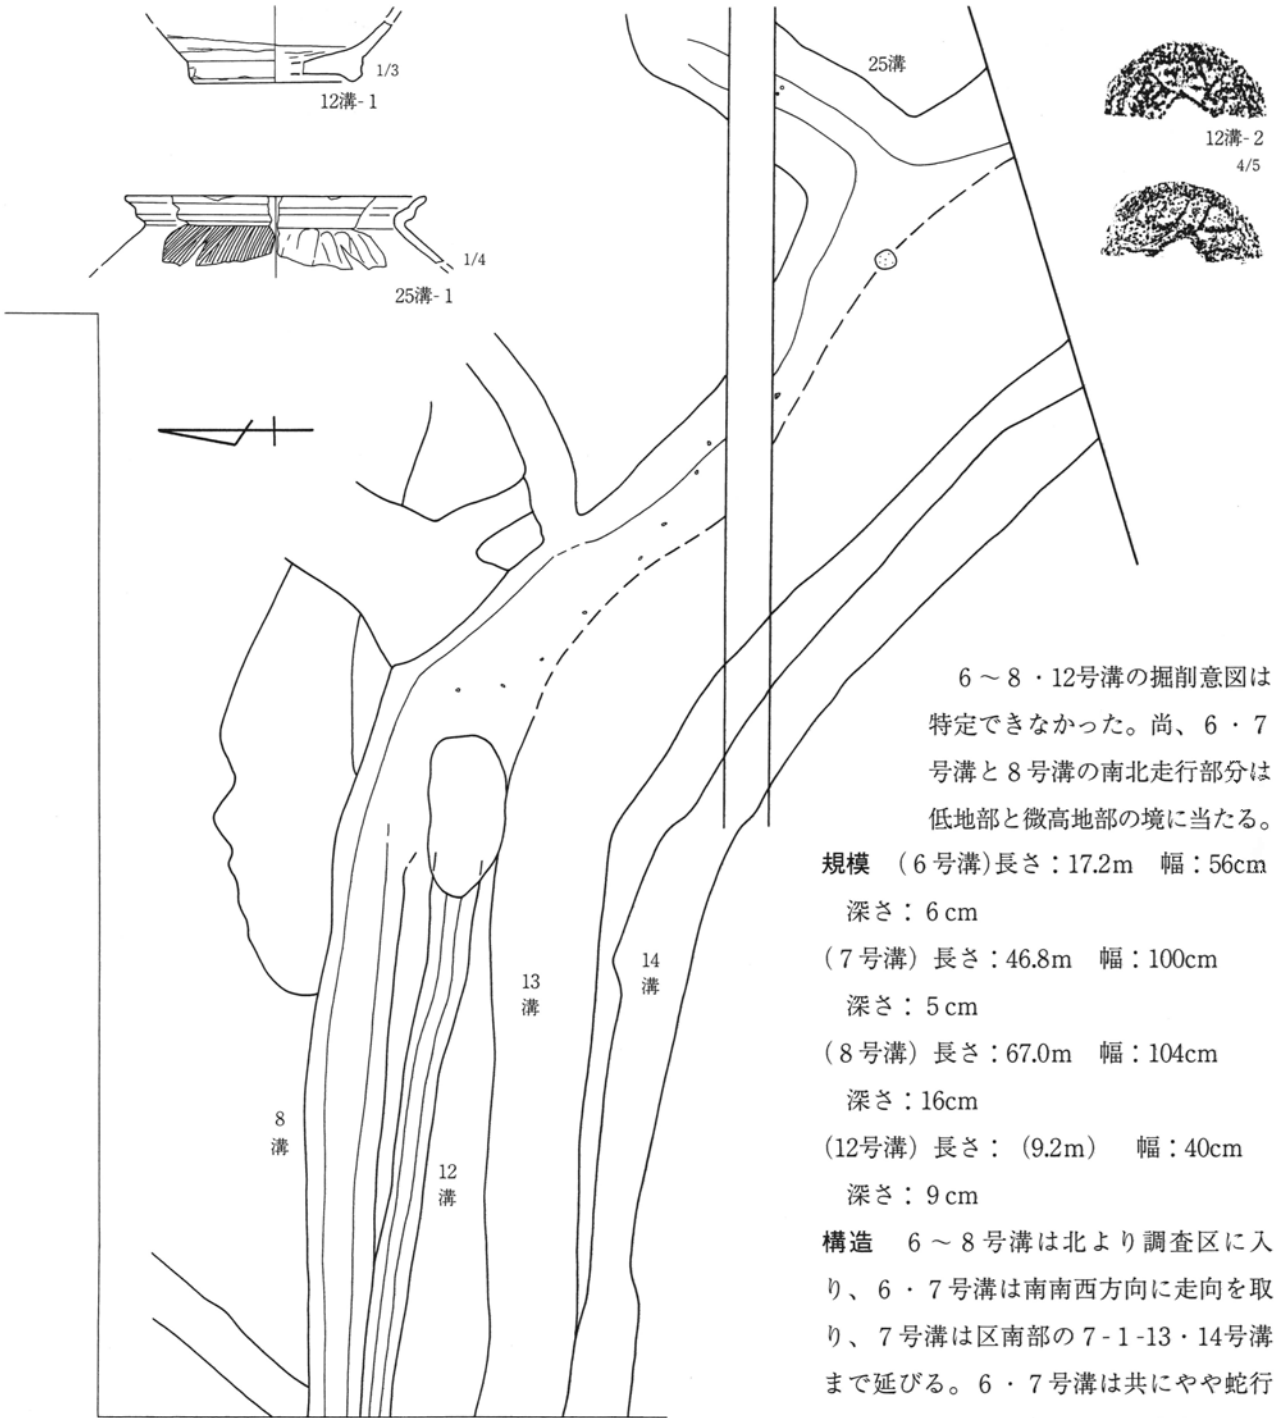 1/3
12溝-1
1/4
25溝-1
25溝
12溝-2
4/5
8溝
12溝
13溝
14溝
6～8・12号溝の掘削意図は
特定できなかった。尚、6・7
号溝と8号溝の南北走行部分は
低地部と微高地部の境に当たる。
規模　(6号溝)長さ：17.2m　幅：56cm
深さ：6cm
(7号溝) 長さ：46.8m　幅：100cm
深さ：5cm
(8号溝) 長さ：67.0m　幅：104cm
深さ：16cm
(12号溝) 長さ：(9.2m)　幅：40cm
深さ：9cm
構造　6～8号溝は北より調査区に入
り、6・7号溝は南南西方向に走向を取
り、7号溝は区南部の7-1-13・14号溝
まで延びる。6・7号溝は共にやや蛇行